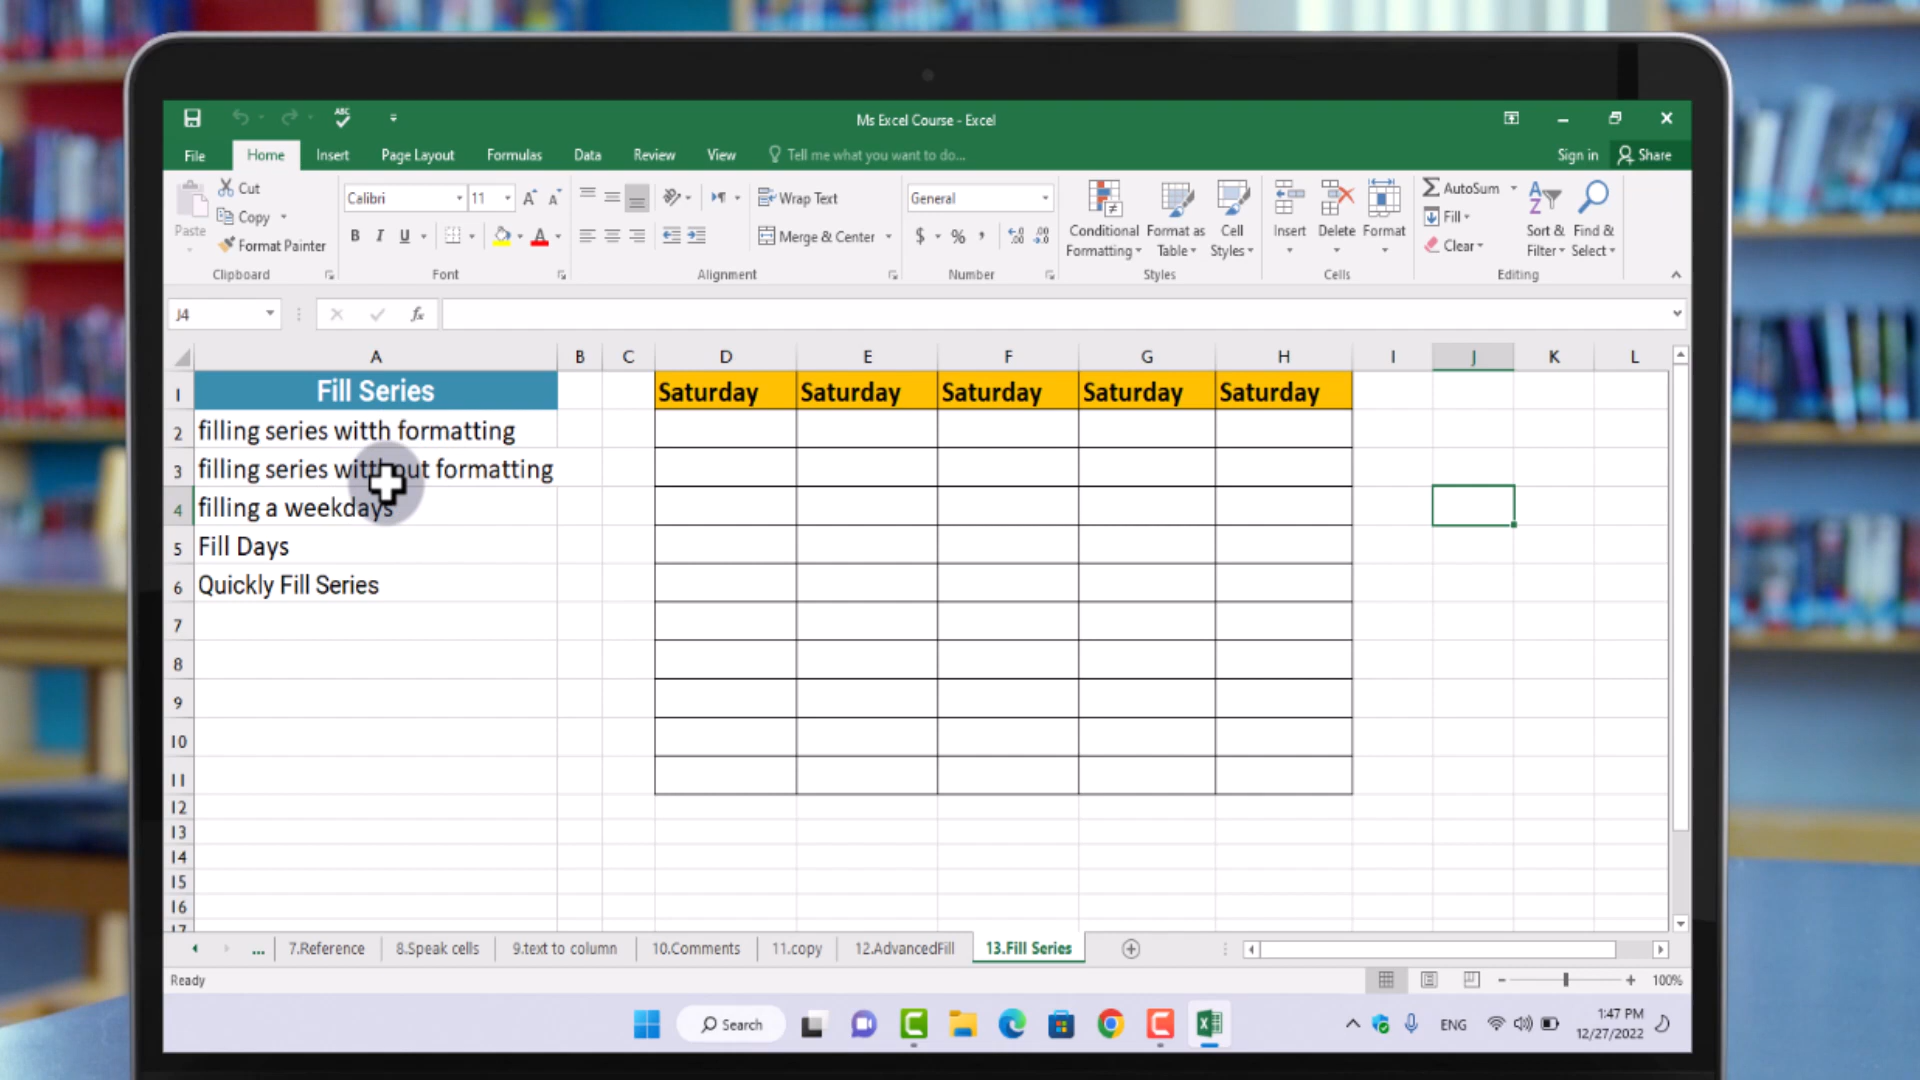 Ms Excel Course - Excel
File Home Insert Page Layout Formulas Data Review View Tell me what you want to do... Sign in Share
Cut
Copy
Format Painter
Paste
Clipboard
Calibri 11 A A
B I U A
Font
Wrap Text
Merge & Center
Alignment
General
$ % ,
Number
Conditional Formatting
Format as Table
Cell Styles
Styles
Insert Delete Format
Cells
AutoSum
Fill
Clear
Sort & Filter
Find & Select
Editing
J4 fx
A B C D E F G H I J K L
1 Fill Series Saturday Saturday Saturday Saturday Saturday
2 filling series witth formatting
3 filling series witthout formatting
4 filling a weekdays
5 Fill Days
6 Quickly Fill Series
7
8
9
10
11
12
13
14
15
16
17
... 7.Reference 8.Speak cells 9.text to column 10.Comments 11.copy 12.AdvancedFill 13.Fill Series
Ready 100%
Search ENG 1:47 PM
12/27/2022